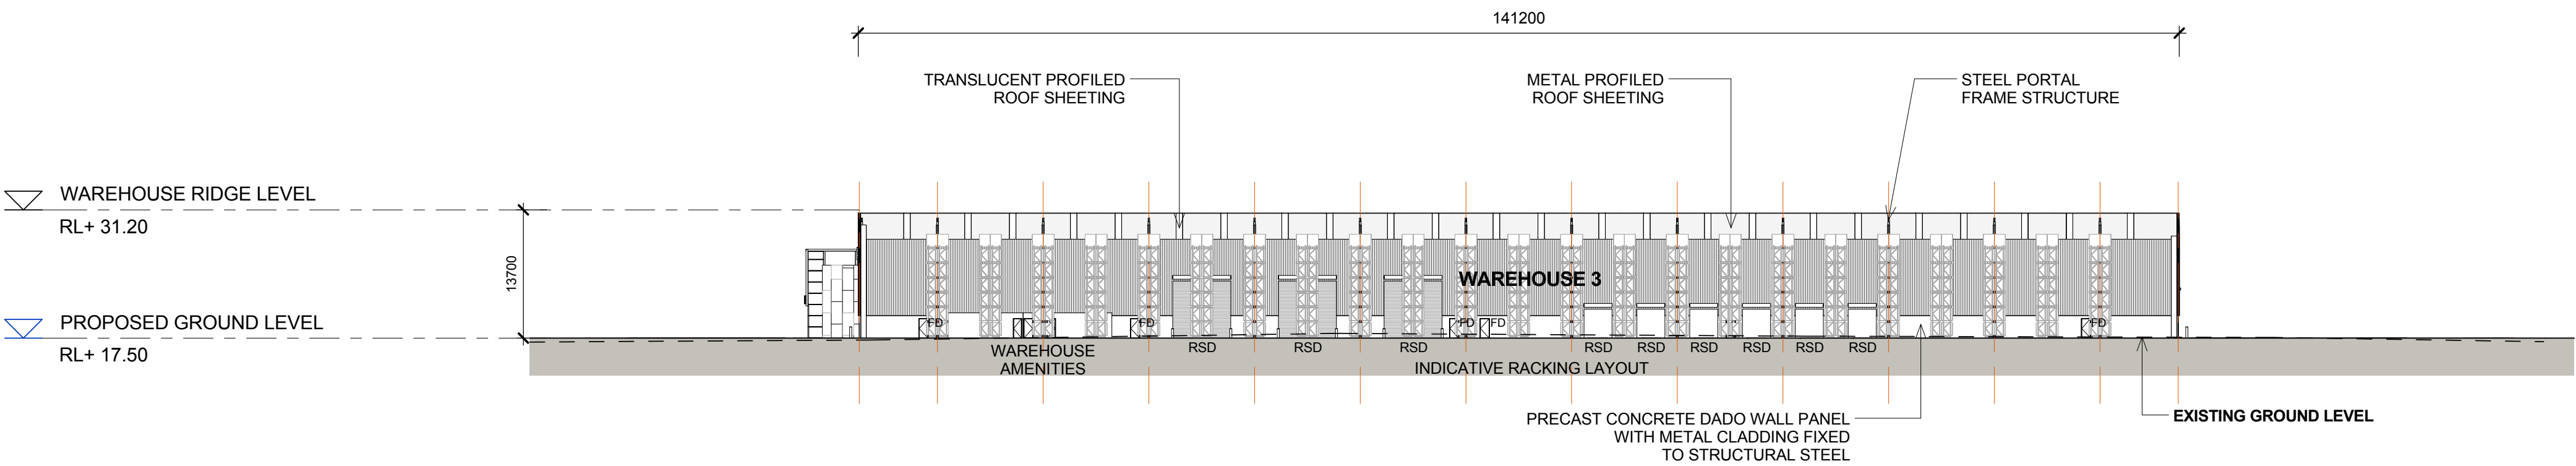 141200
TRANSLUCENT PROFILED
ROOF SHEETING
METAL PROFILED
ROOF SHEETING
STEEL PORTAL
FRAME STRUCTURE
WAREHOUSE RIDGE LEVEL
RL+ 31.20
13700
WAREHOUSE 3
PROPOSED GROUND LEVEL
RL+ 17.50
FD
FD
FD
FD
FD
WAREHOUSE
AMENITIES
RSD
RSD
RSD
RSD
RSD
RSD
RSD
RSD
RSD
INDICATIVE RACKING LAYOUT
PRECAST CONCRETE DADO WALL PANEL
WITH METAL CLADDING FIXED
TO STRUCTURAL STEEL
EXISTING GROUND LEVEL